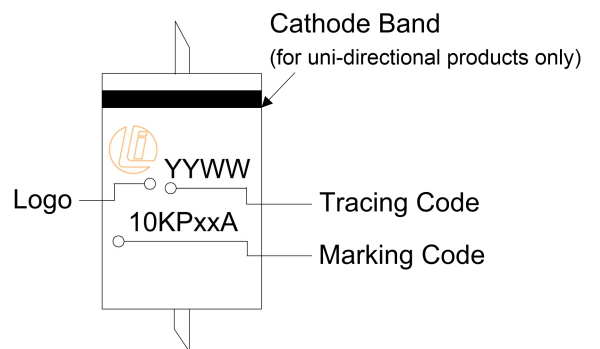 Cathode Band
(for uni-directional products only)
YYWW
Logo
Tracing Code
10KPxxA
Marking Code